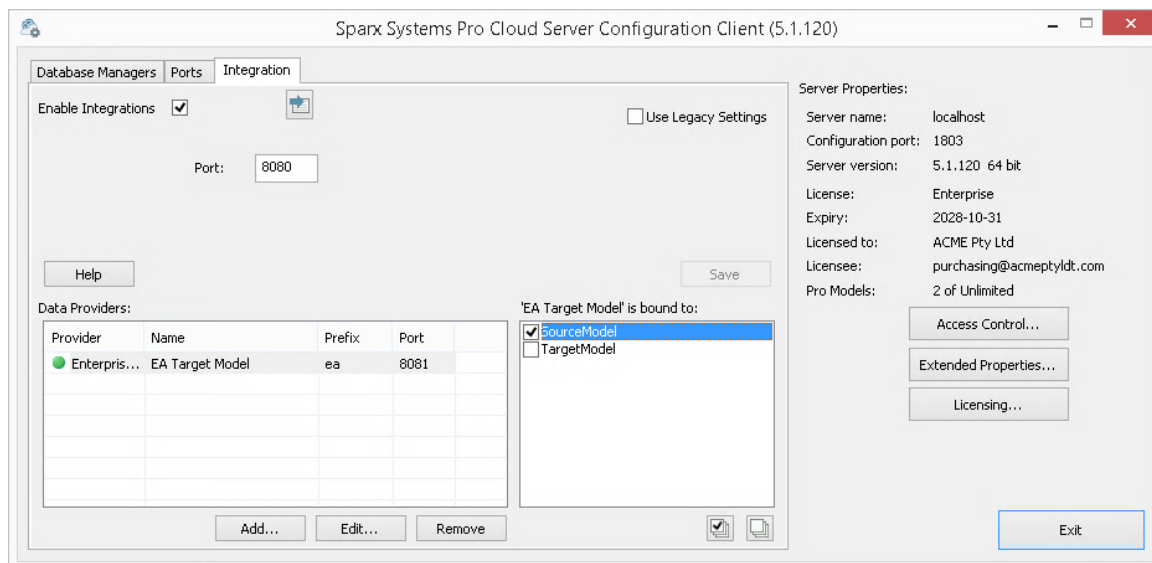 Sparx Systems Pro Cloud Server Configuration Client (5.1.120)
Database Managers Ports Integration
Enable Integrations
Use Legacy Settings
Port: 8080
Help
Save
Data Providers:
Provider Name Prefix Port
Enterpris... EA Target Model ea 8081
Add... Edit... Remove
'EA Target Model' is bound to:
SourceModel
TargetModel
Server Properties:
Server name: localhost
Configuration port: 1803
Server version: 5.1.120 64 bit
License: Enterprise
Expiry: 2028-10-31
Licensed to: ACME Pty Ltd
Licensee: purchasing@acmeptyldt.com
Pro Models: 2 of Unlimited
Access Control...
Extended Properties...
Licensing...
Exit